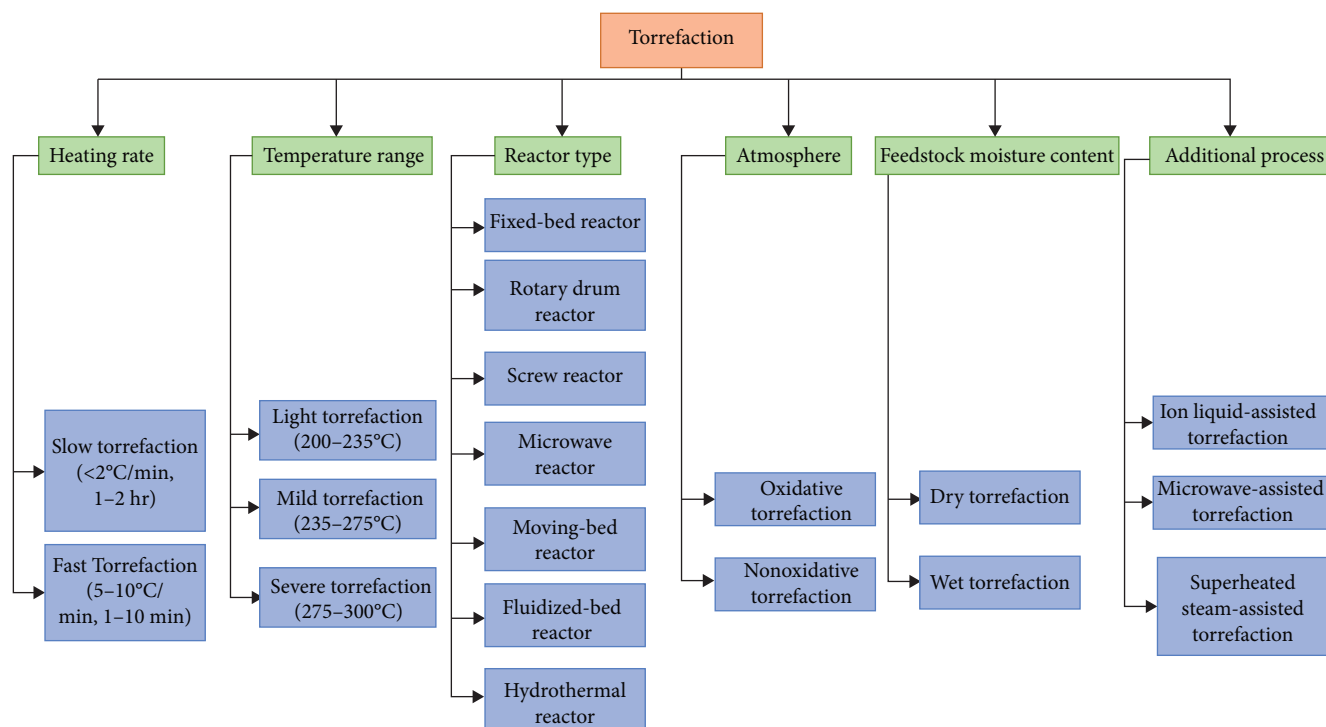 Torrefaction
Heating rate
Temperature range
Reactor type
Atmosphere
Feedstock moisture content
Additional process
Slow torrefaction
(<2°C/min,
1–2 hr)
Fast Torrefaction
(5–10°C/
min, 1–10 min)
Light torrefaction
(200–235°C)
Mild torrefaction
(235–275°C)
Severe torrefaction
(275–300°C)
Fixed-bed reactor
Rotary drum
reactor
Screw reactor
Microwave
reactor
Moving-bed
reactor
Fluidized-bed
reactor
Hydrothermal
reactor
Oxidative
torrefaction
Nonoxidative
torrefaction
Dry torrefaction
Wet torrefaction
Ion liquid-assisted
torrefaction
Microwave-assisted
torrefaction
Superheated
steam-assisted
torrefaction